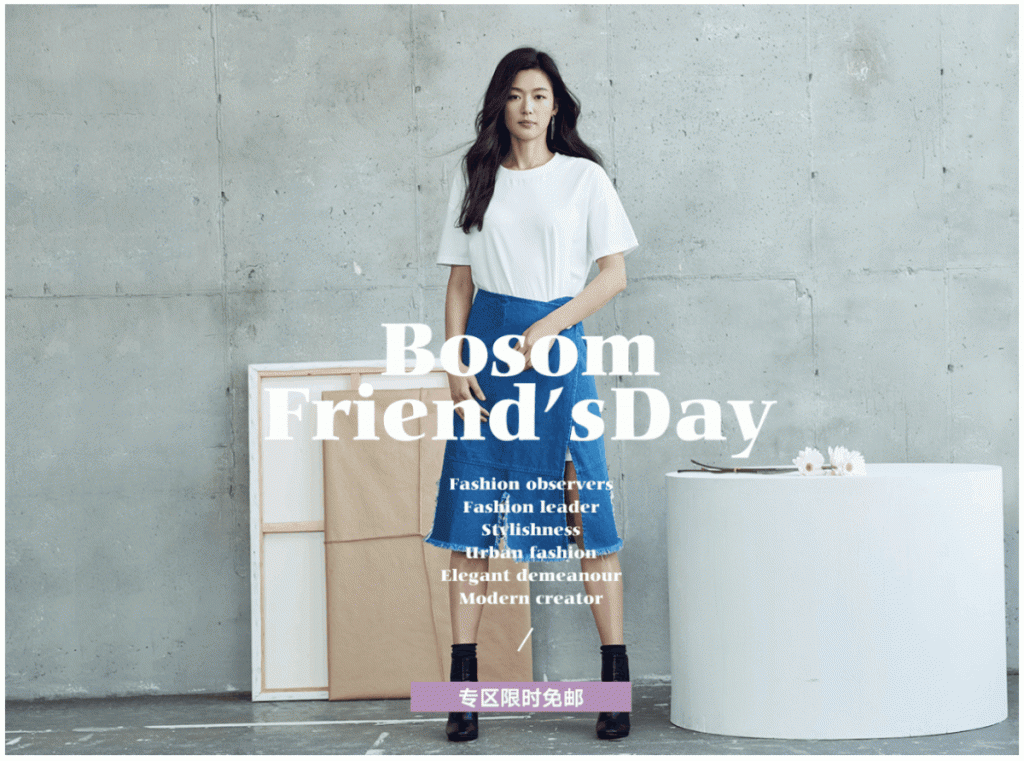 Bosom
Friend'sDay
Fashion observers
Fashion leader
Stylishness
Urban fashion
Elegant demeanour
Modern creator
/
专区限时免邮